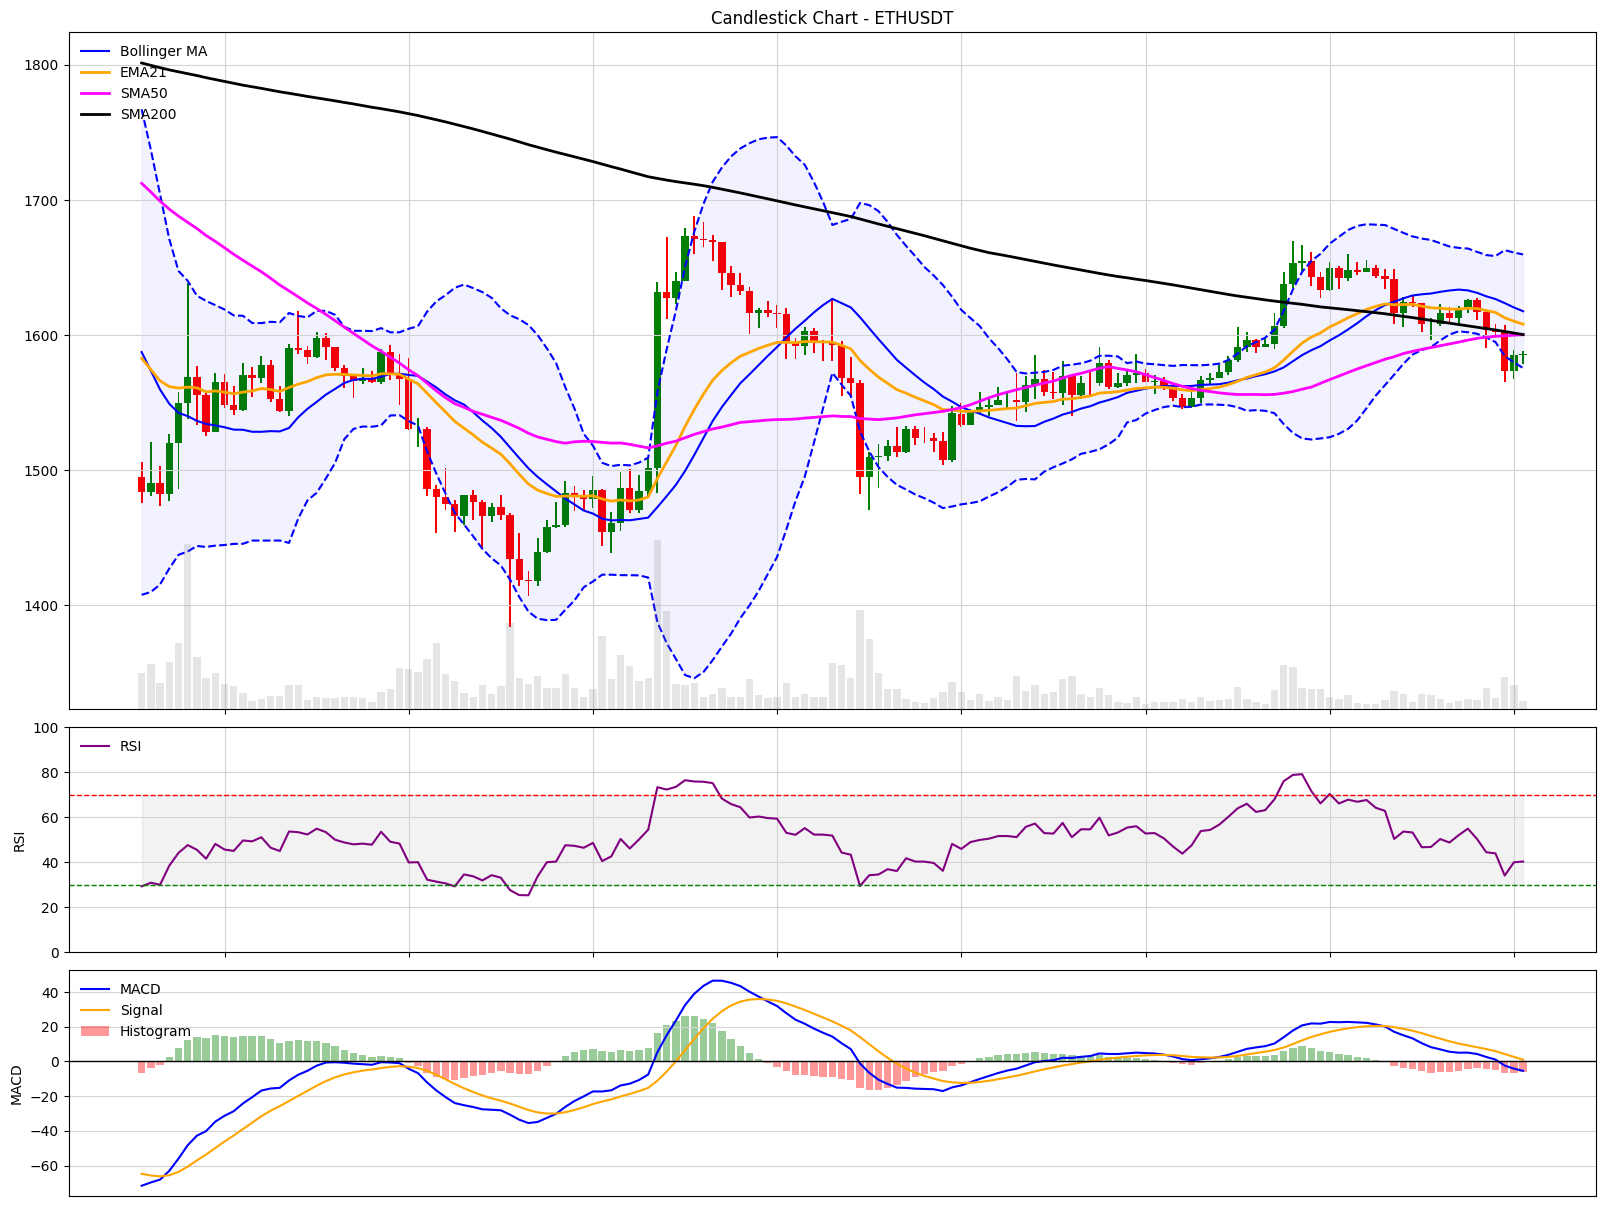 Candlestick Chart - ETHUSDT
Bollinger MA
EMA21
SMA50
SMA200
1800
1700
1600
1500
1400
RSI
100
80
60
40
20
0
RSI
MACD
Signal
Histogram
40
20
0
−20
−40
−60
MACD